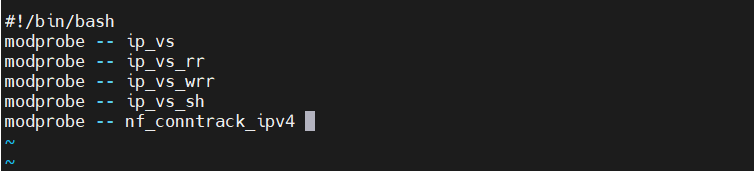 #!/bin/bash
modprobe -- ip_vs
modprobe -- ip_vs_rr
modprobe -- ip_vs_wrr
modprobe -- ip_vs_sh
modprobe -- nf_conntrack_ipv4
~
~